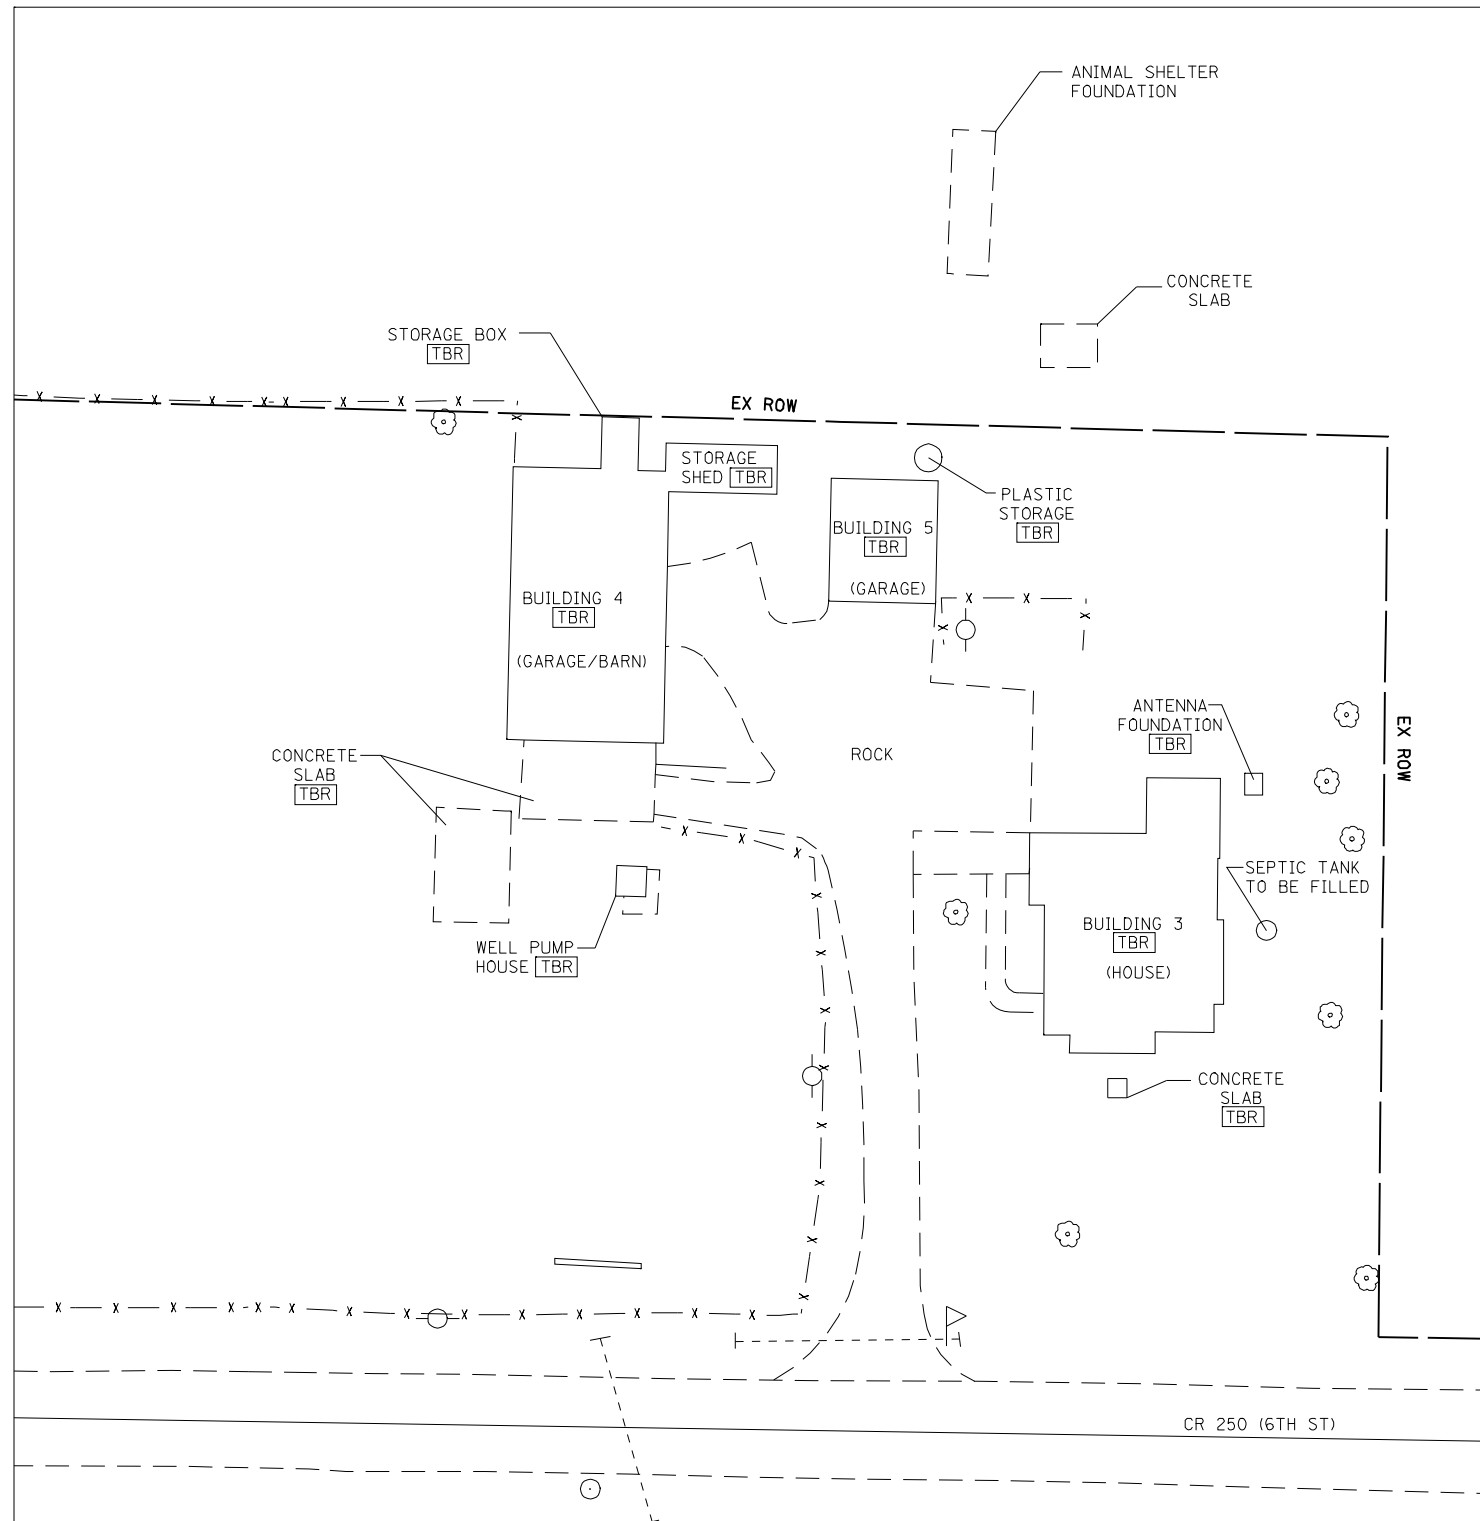 ANIMAL SHELTER
FOUNDATION
CONCRETE
SLAB
STORAGE BOX
TBR
EX ROW
STORAGE
SHED TBR
PLASTIC
STORAGE
TBR
BUILDING 5
TBR
(GARAGE)
BUILDING 4
TBR
(GARAGE/BARN)
ANTENNA
FOUNDATION
TBR
EX ROW
ROCK
CONCRETE
SLAB
TBR
SEPTIC TANK
TO BE FILLED
BUILDING 3
TBR
(HOUSE)
WELL PUMP
HOUSE TBR
CONCRETE
SLAB
TBR
CR 250 (6TH ST)